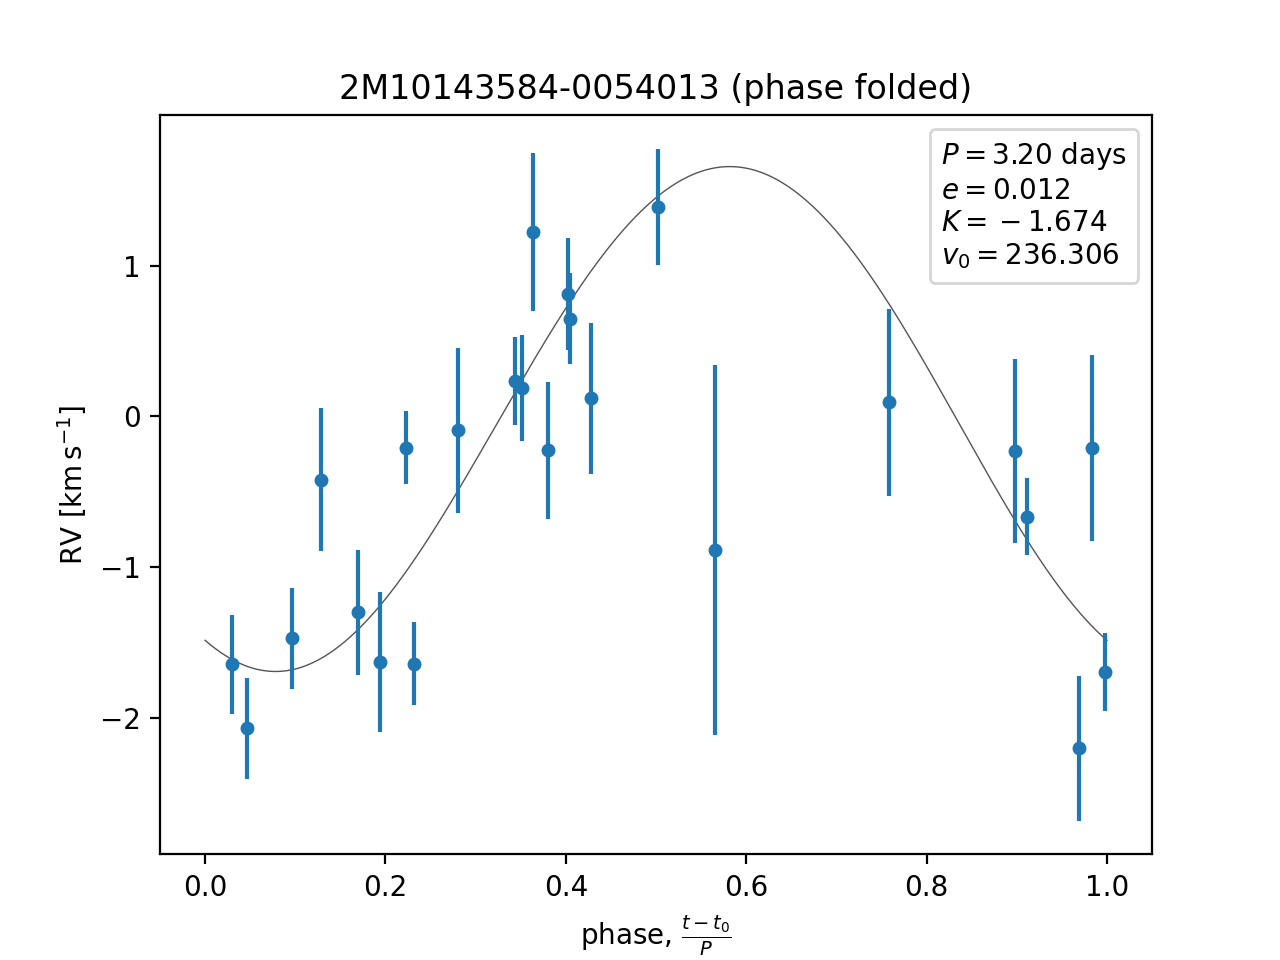 2M10143584-0054013 (phase folded)
P = 3.20 days
e = 0.012
K = −1.674
v₀ = 236.306
RV [km s⁻¹]
1
0
−1
−2
0.0 0.2 0.4 0.6 0.8 1.0
phase, (t − t₀)/P